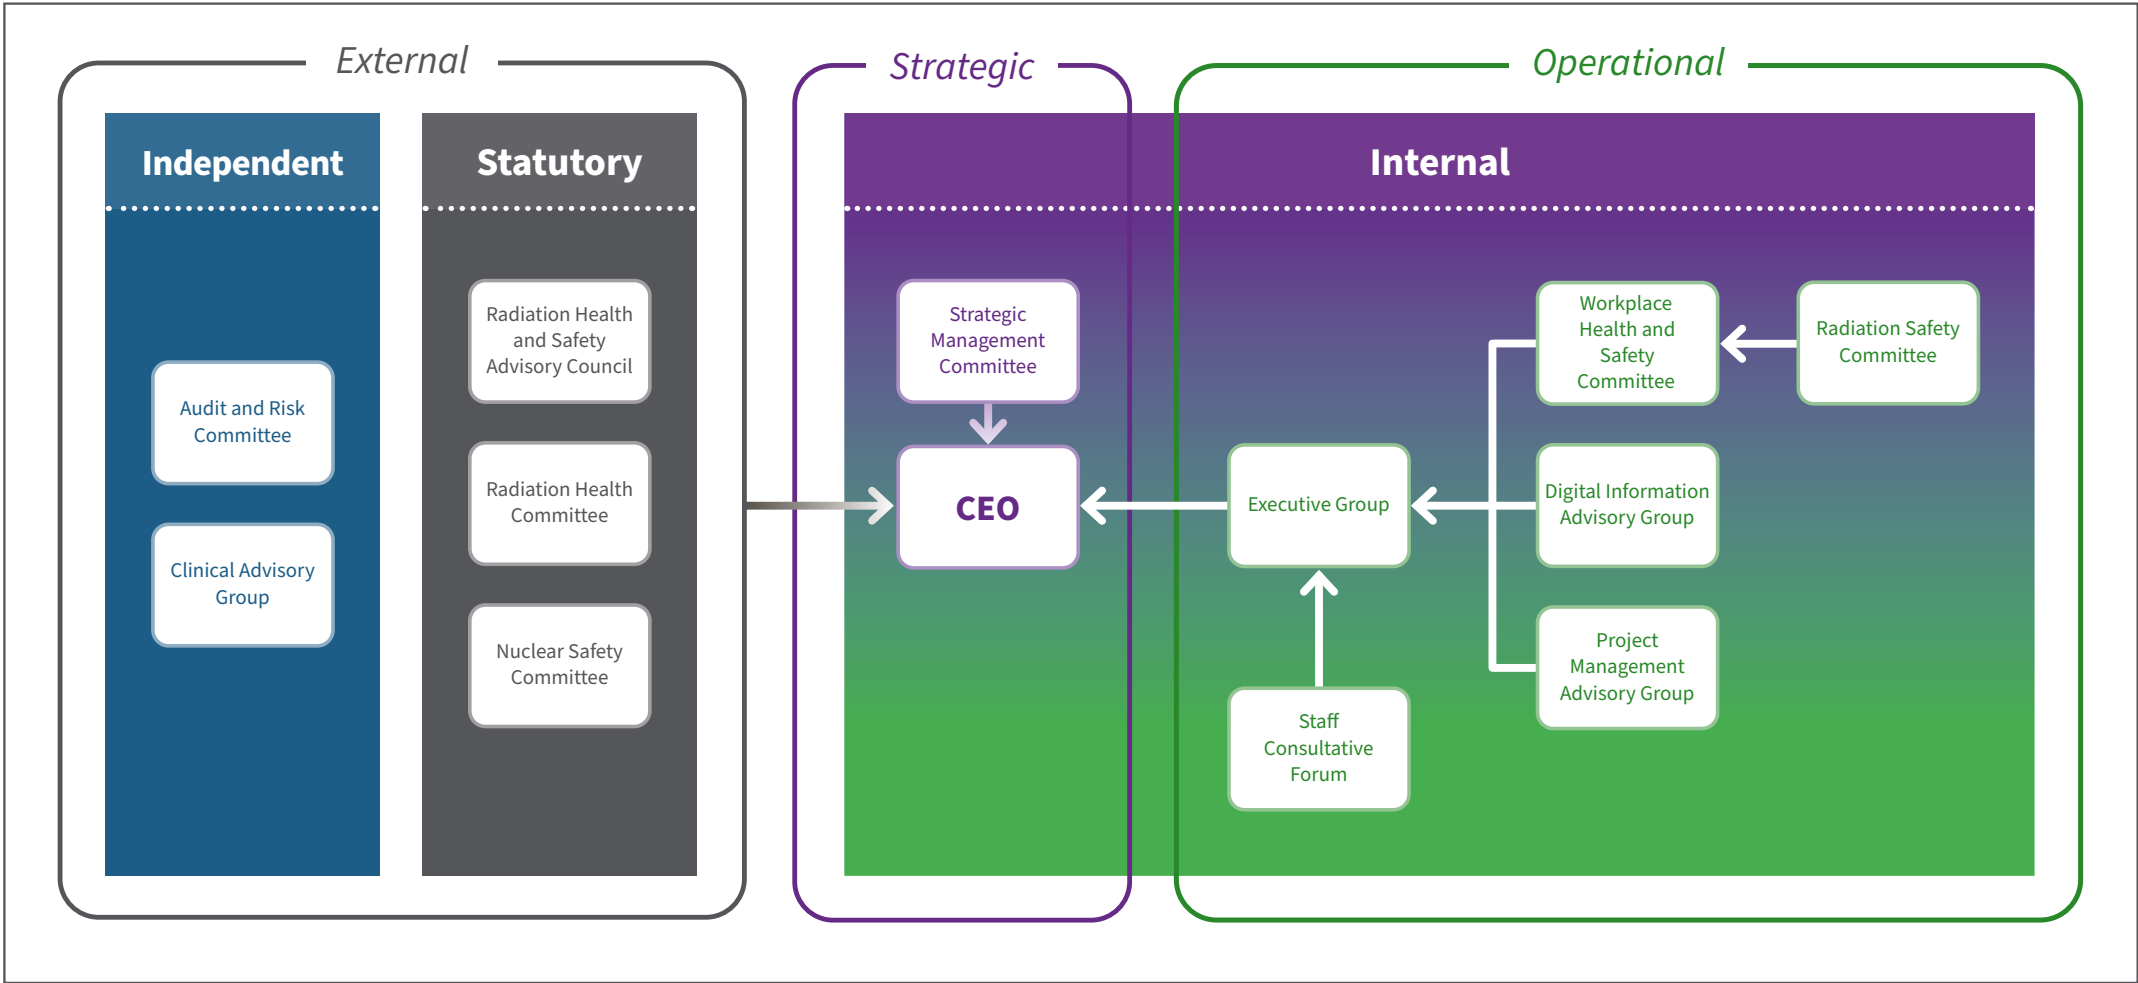 External
Strategic
Operational
Independent
Statutory
Internal
Audit and Risk
Committee
Clinical Advisory
Group
Radiation Health
and Safety
Advisory Council
Radiation Health
Committee
Nuclear Safety
Committee
Strategic
Management
Committee
CEO
Executive Group
Staff
Consultative
Forum
Workplace
Health and
Safety
Committee
Digital Information
Advisory Group
Project
Management
Advisory Group
Radiation Safety
Committee